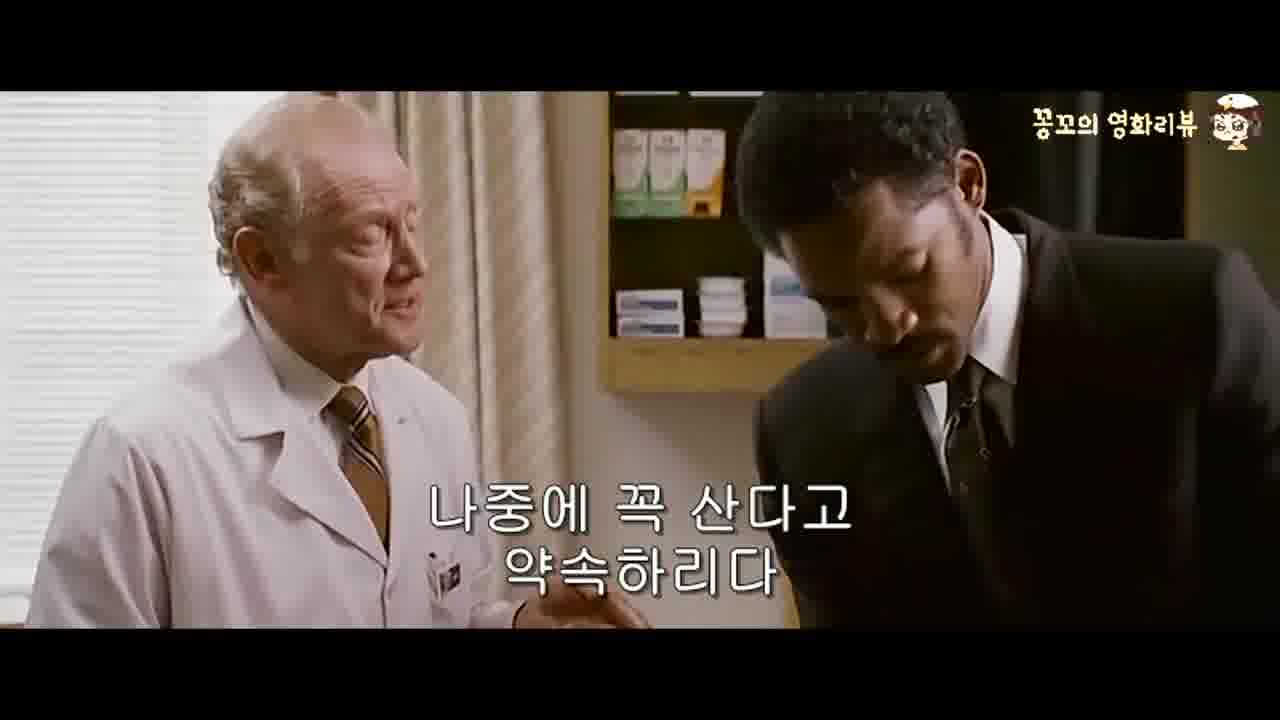 꽁꼬의 영화리뷰
나중에 꼭 산다고
약속하리다